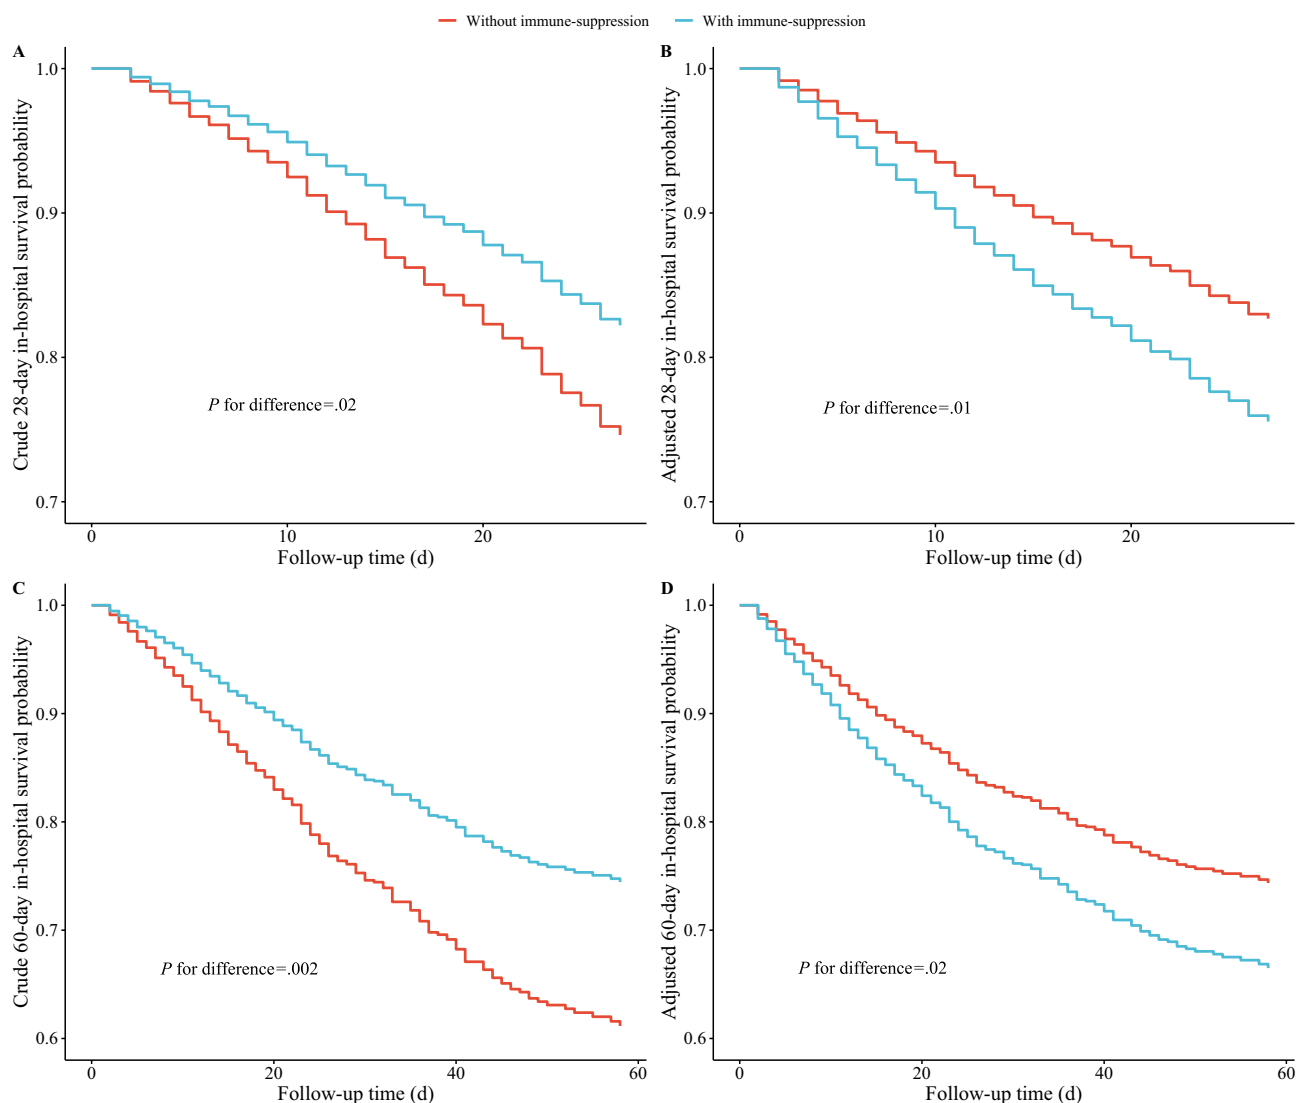 Without immune-suppression With immune-suppression
A
Crude 28-day in-hospital survival probability
1.0
0.9
0.8
0.7
P for difference=.02
0 10 20
Follow-up time (d)
B
Adjusted 28-day in-hospital survival probability
1.0
0.9
0.8
0.7
P for difference=.01
0 10 20
Follow-up time (d)
C
Crude 60-day in-hospital survival probability
1.0
0.9
0.8
0.7
0.6
P for difference=.002
0 20 40 60
Follow-up time (d)
D
Adjusted 60-day in-hospital survival probability
1.0
0.9
0.8
0.7
0.6
P for difference=.02
0 20 40 60
Follow-up time (d)